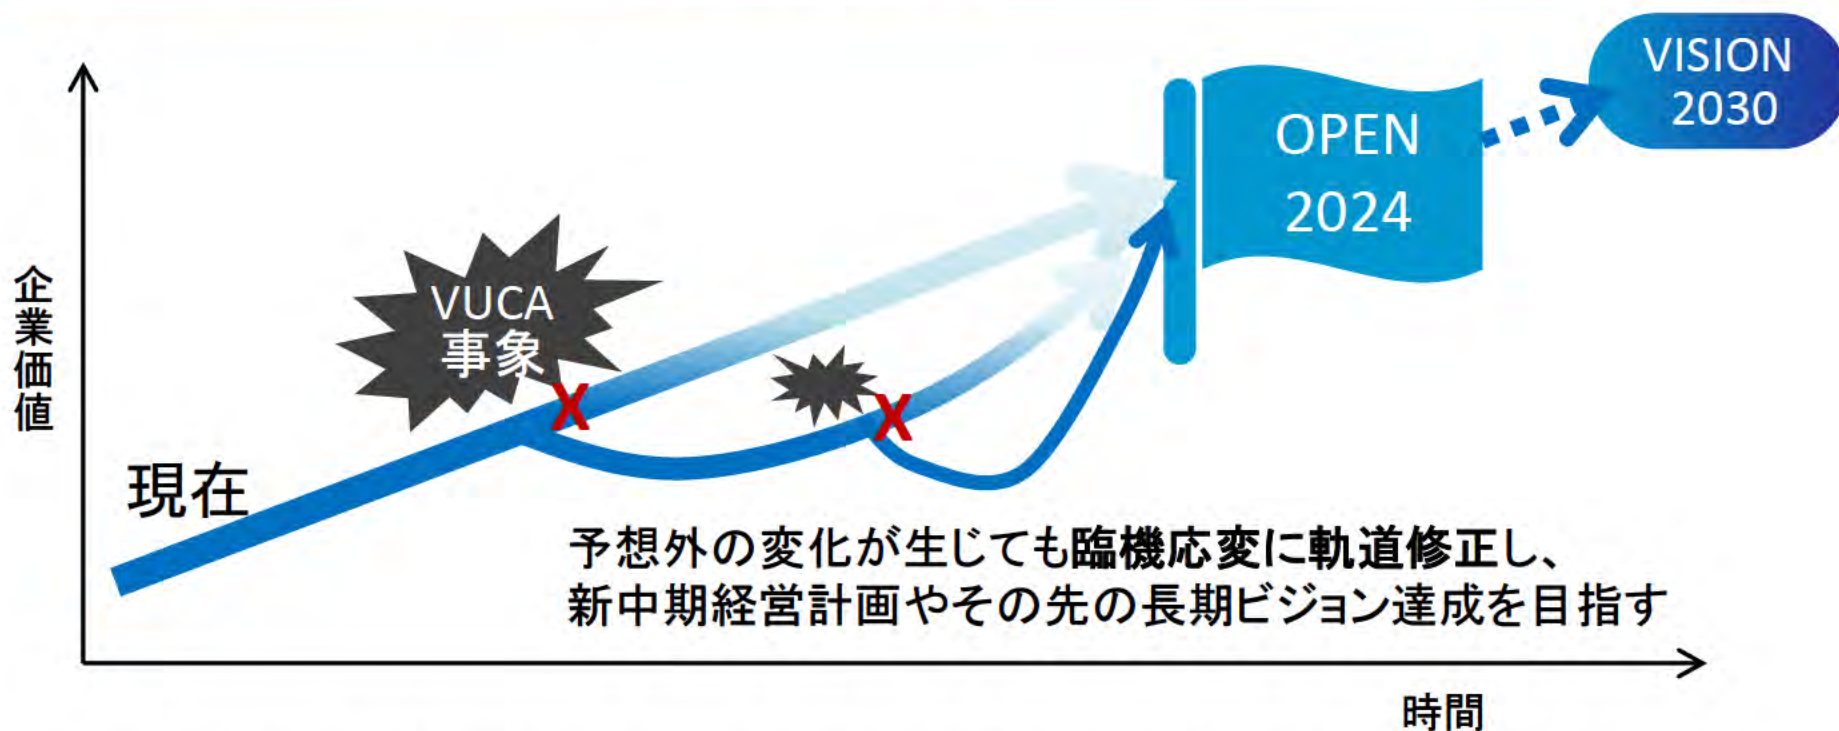 VISION
2030
OPEN
2024
企業価値
VUCA
事象
X
X
現在
予想外の変化が生じても臨機応変に軌道修正し、
新中期経営計画やその先の長期ビジョン達成を目指す
時間